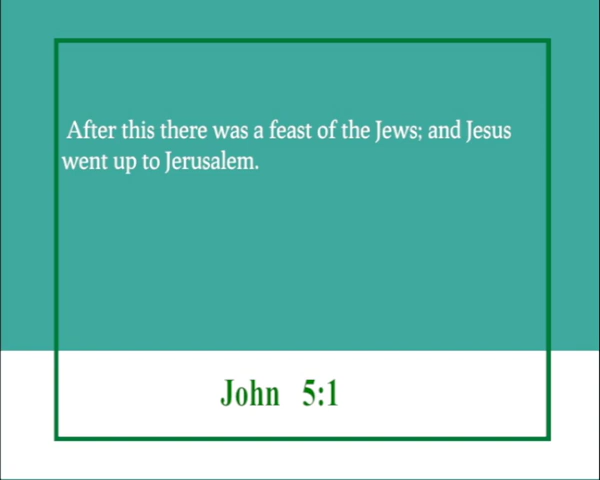 After this there was a feast of the Jews; and Jesus
went up to Jerusalem.
John 5:1